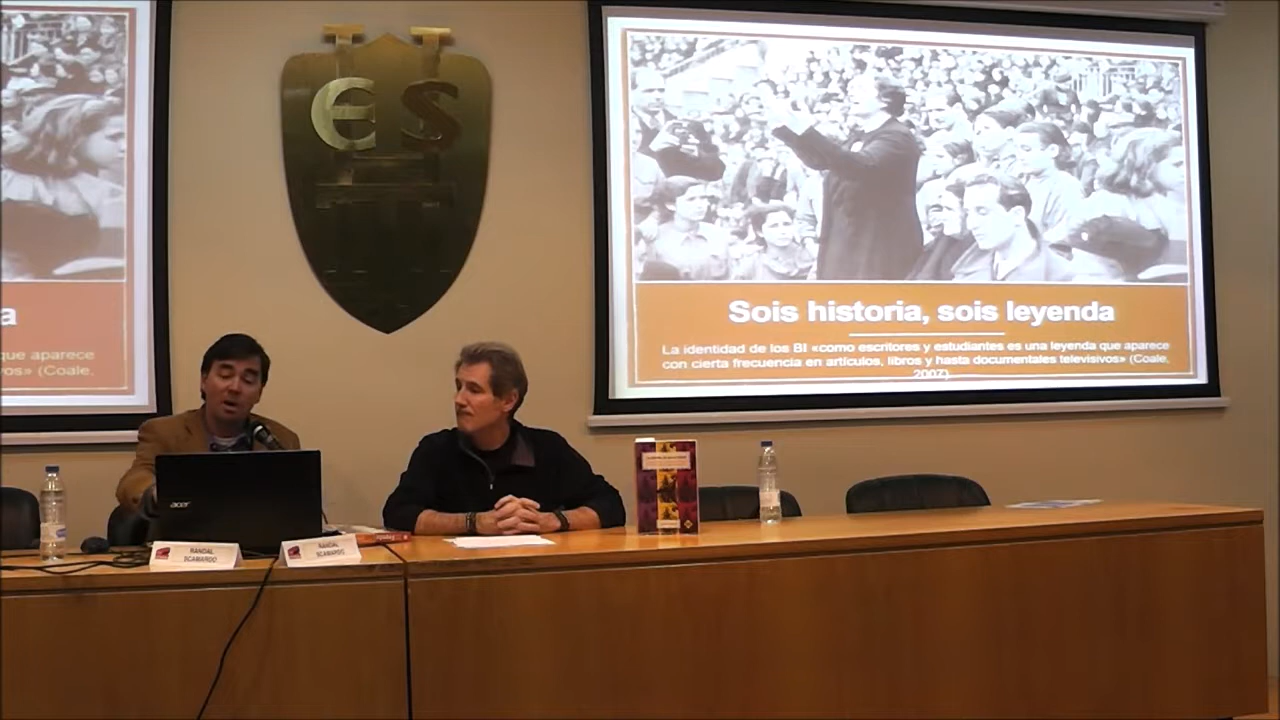 ES
a
que aparece
vos» (Coale,
Sois historia, sois leyenda
La identidad de los BI «como escritores y estudiantes es una leyenda que aparece
con cierta frecuencia en artículos, libros y hasta documentales televisivos» (Coale,
2007)
acer
RANDAL
SCAMARDO
RANDAL
SCAMARDO